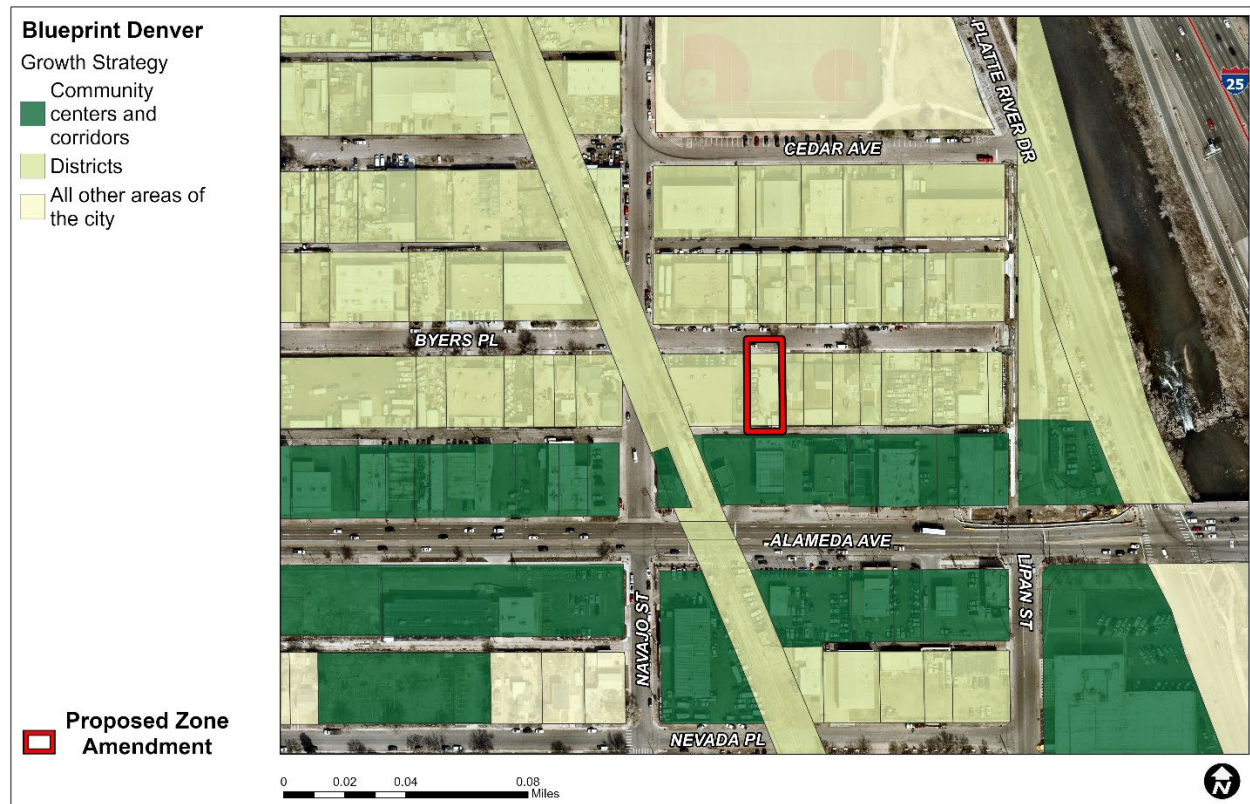 Blueprint Denver
Growth Strategy
Community
centers and
corridors
Districts
All other areas of
the city
Proposed Zone
Amendment
PLATTE RIVER DR
25
CEDAR AVE
BYERS PL
ALAMEDA AVE
NAVAJO ST
LIPAN ST
NEVADA PL
0 0.02 0.04 0.08
Miles
N